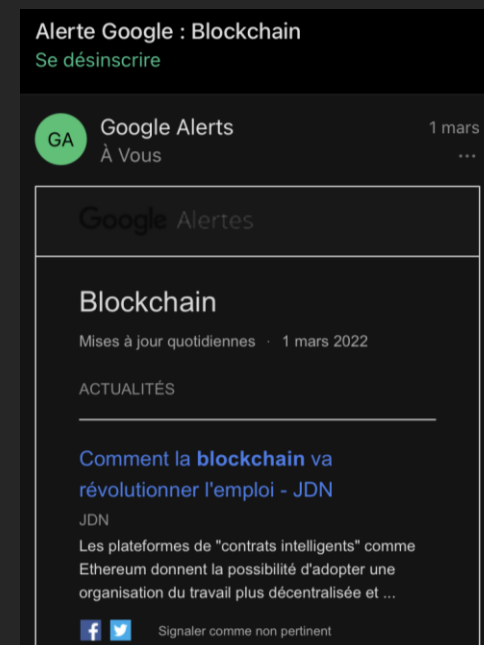 Alerte Google : Blockchain
Se désinscrire
GA
Google Alerts
1 mars
À Vous
...
Google Alertes
Blockchain
Mises à jour quotidiennes · 1 mars 2022
ACTUALITÉS
Comment la blockchain va
révolutionner l'emploi - JDN
JDN
Les plateformes de "contrats intelligents" comme
Ethereum donnent la possibilité d'adopter une
organisation du travail plus décentralisée et ...
Signaler comme non pertinent